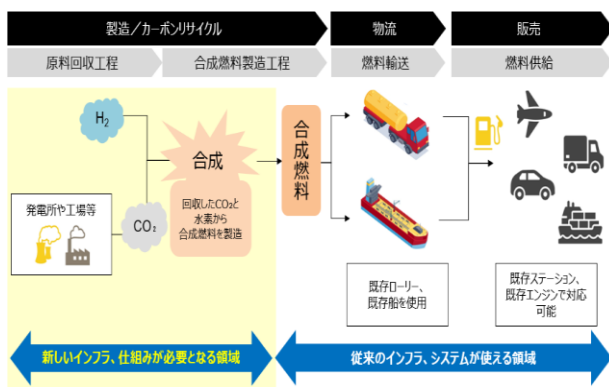 製造／カーボンリサイクル
物流
販売
原料回収工程
合成燃料製造工程
燃料輸送
燃料供給
H₂
合成
回収したCO₂と
水素から
合成燃料を製造
発電所や工場等
CO₂
合成燃料
既存ローリー、
既存船を使用
既存ステーション、
既存エンジンで対応
可能
新しいインフラ、仕組みが必要となる領域
従来のインフラ、システムが使える領域